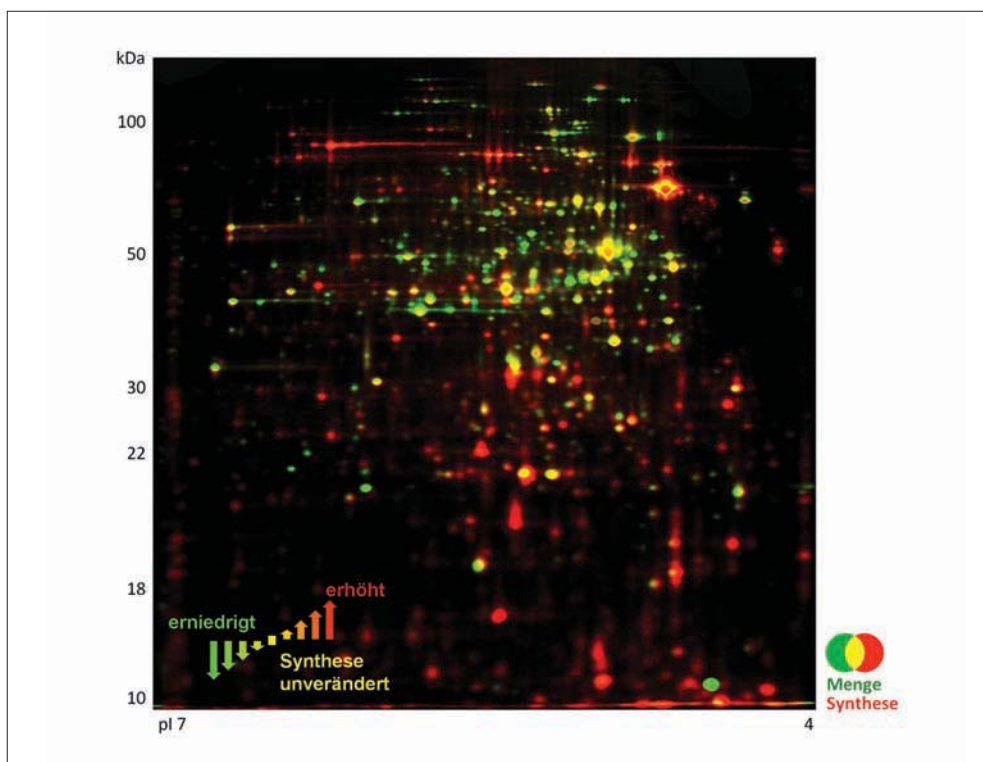 kDa
100
50
30
22
18
10
erhöht
erniedrigt
Synthese
unverändert
Menge
Synthese
pI 7
4